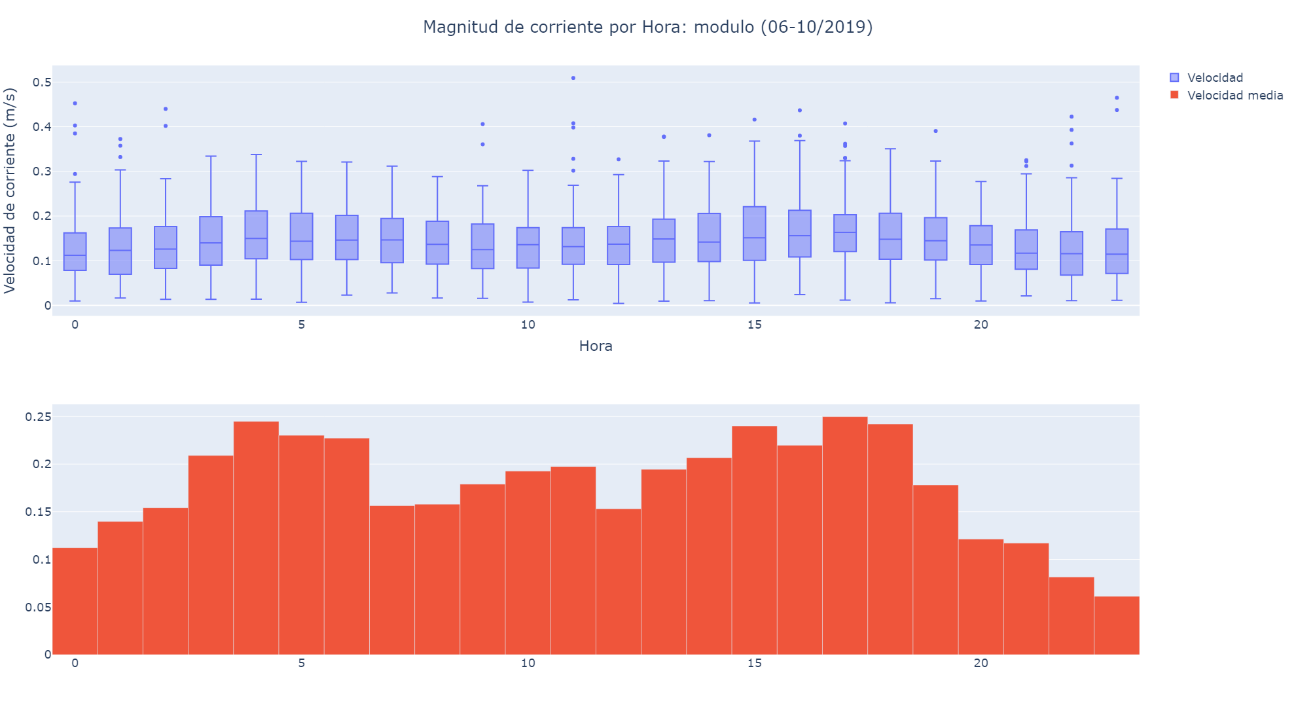 Magnitud de corriente por Hora: modulo (06-10/2019)
Velocidad de corriente (m/s)
0.5
0.4
0.3
0.2
0.1
0
0 5 10 15 20
Hora
Velocidad
Velocidad media
0.25
0.2
0.15
0.1
0.05
0
0 5 10 15 20